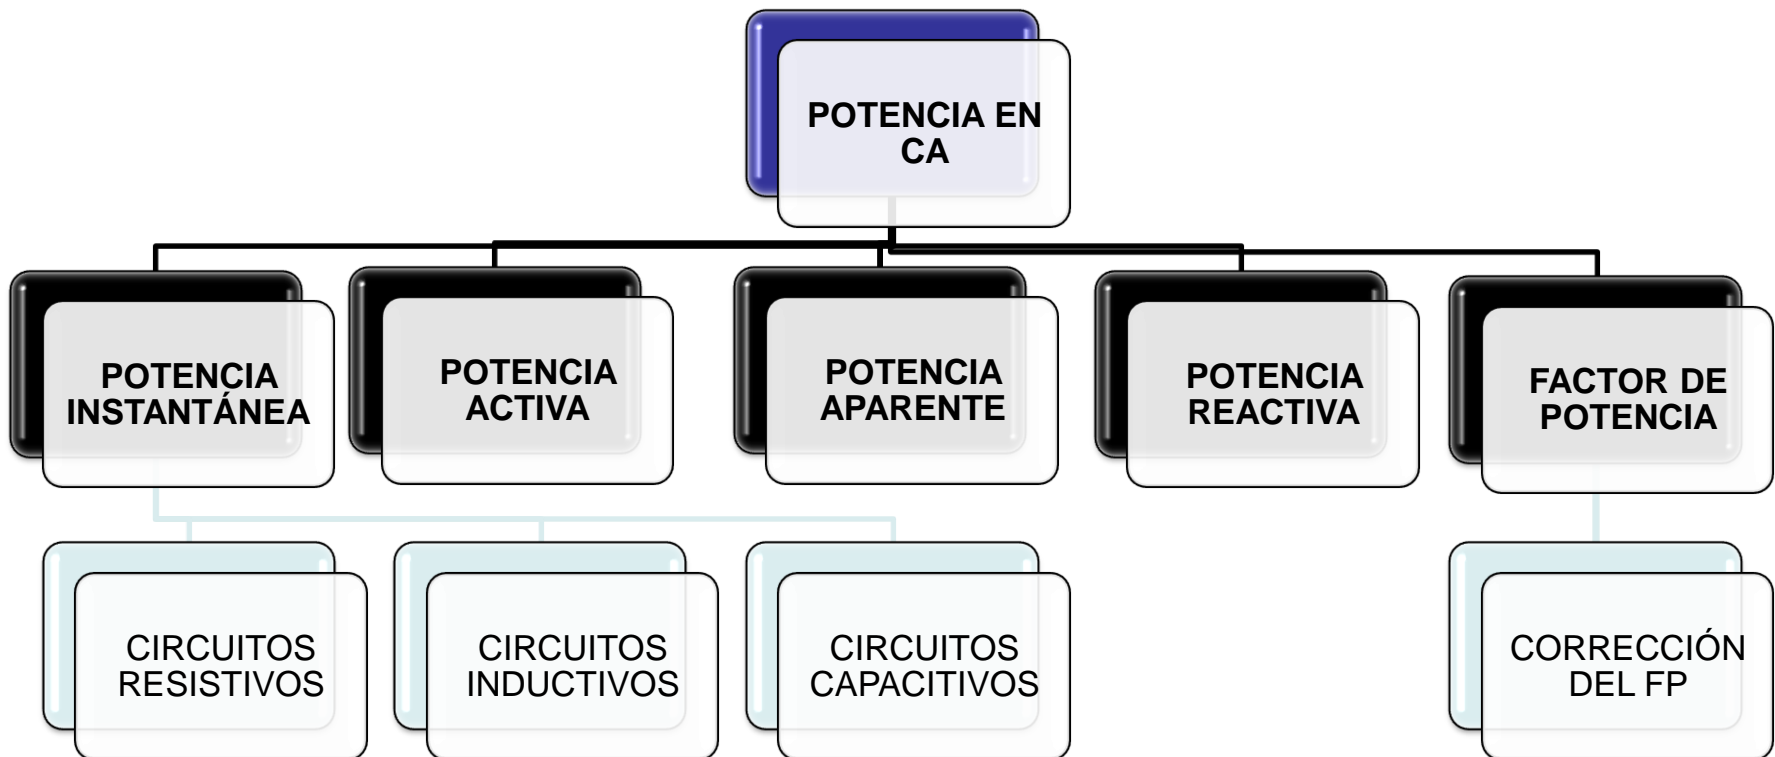 POTENCIA EN
CA
POTENCIA
INSTANTÁNEA
POTENCIA
ACTIVA
POTENCIA
APARENTE
POTENCIA
REACTIVA
FACTOR DE
POTENCIA
CIRCUITOS
RESISTIVOS
CIRCUITOS
INDUCTIVOS
CIRCUITOS
CAPACITIVOS
CORRECCIÓN
DEL FP